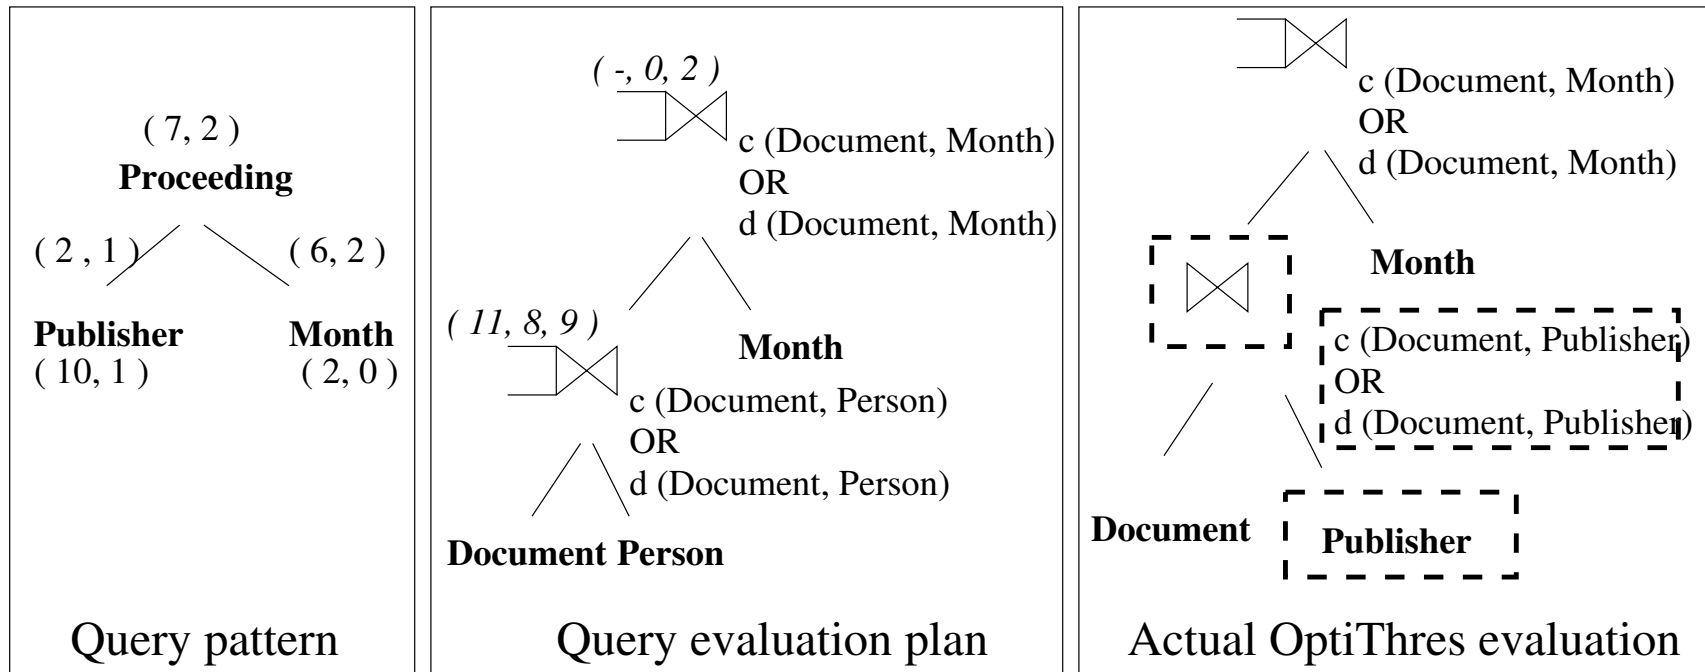 ( 7, 2 )
Proceeding
( 2 , 1 ) ( 6, 2 )
Publisher Month
( 10, 1 ) ( 2, 0 )
Query pattern
( -, 0, 2 )
c (Document, Month)
OR
d (Document, Month)
( 11, 8, 9 )
Month
c (Document, Person)
OR
d (Document, Person)
Document Person
Query evaluation plan
c (Document, Month)
OR
d (Document, Month)
Month
c (Document, Publisher)
OR
d (Document, Publisher)
Document
Publisher
Actual OptiThres evaluation